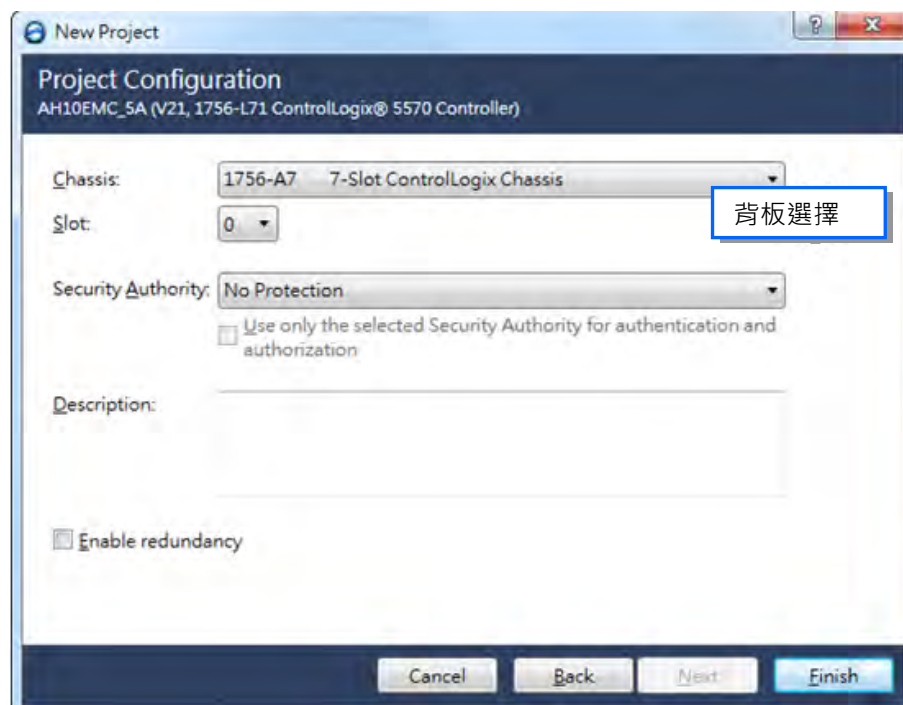 New Project
Project Configuration
AH10EMC_5A (V21, 1756-L71 ControlLogix® 5570 Controller)
Chassis: 1756-A7 7-Slot ControlLogix Chassis
背板選擇
Slot: 0
Security Authority: No Protection
Use only the selected Security Authority for authentication and
authorization
Description:
Enable redundancy
Cancel Back Next Finish